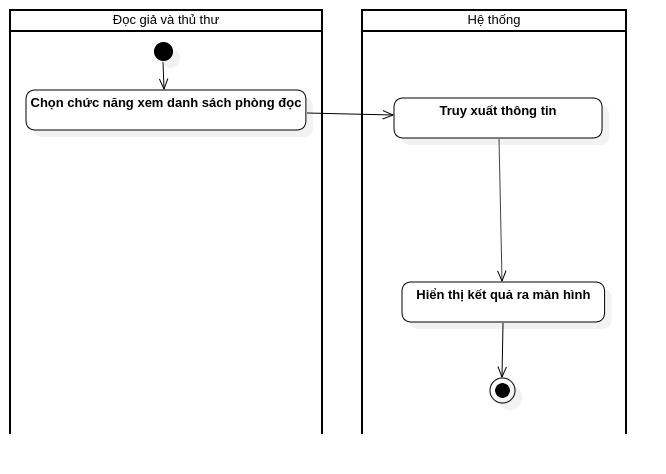 Đọc giả và thủ thư
Hệ thống
Chọn chức năng xem danh sách phòng đọc
Truy xuất thông tin
Hiển thị kết quả ra màn hình